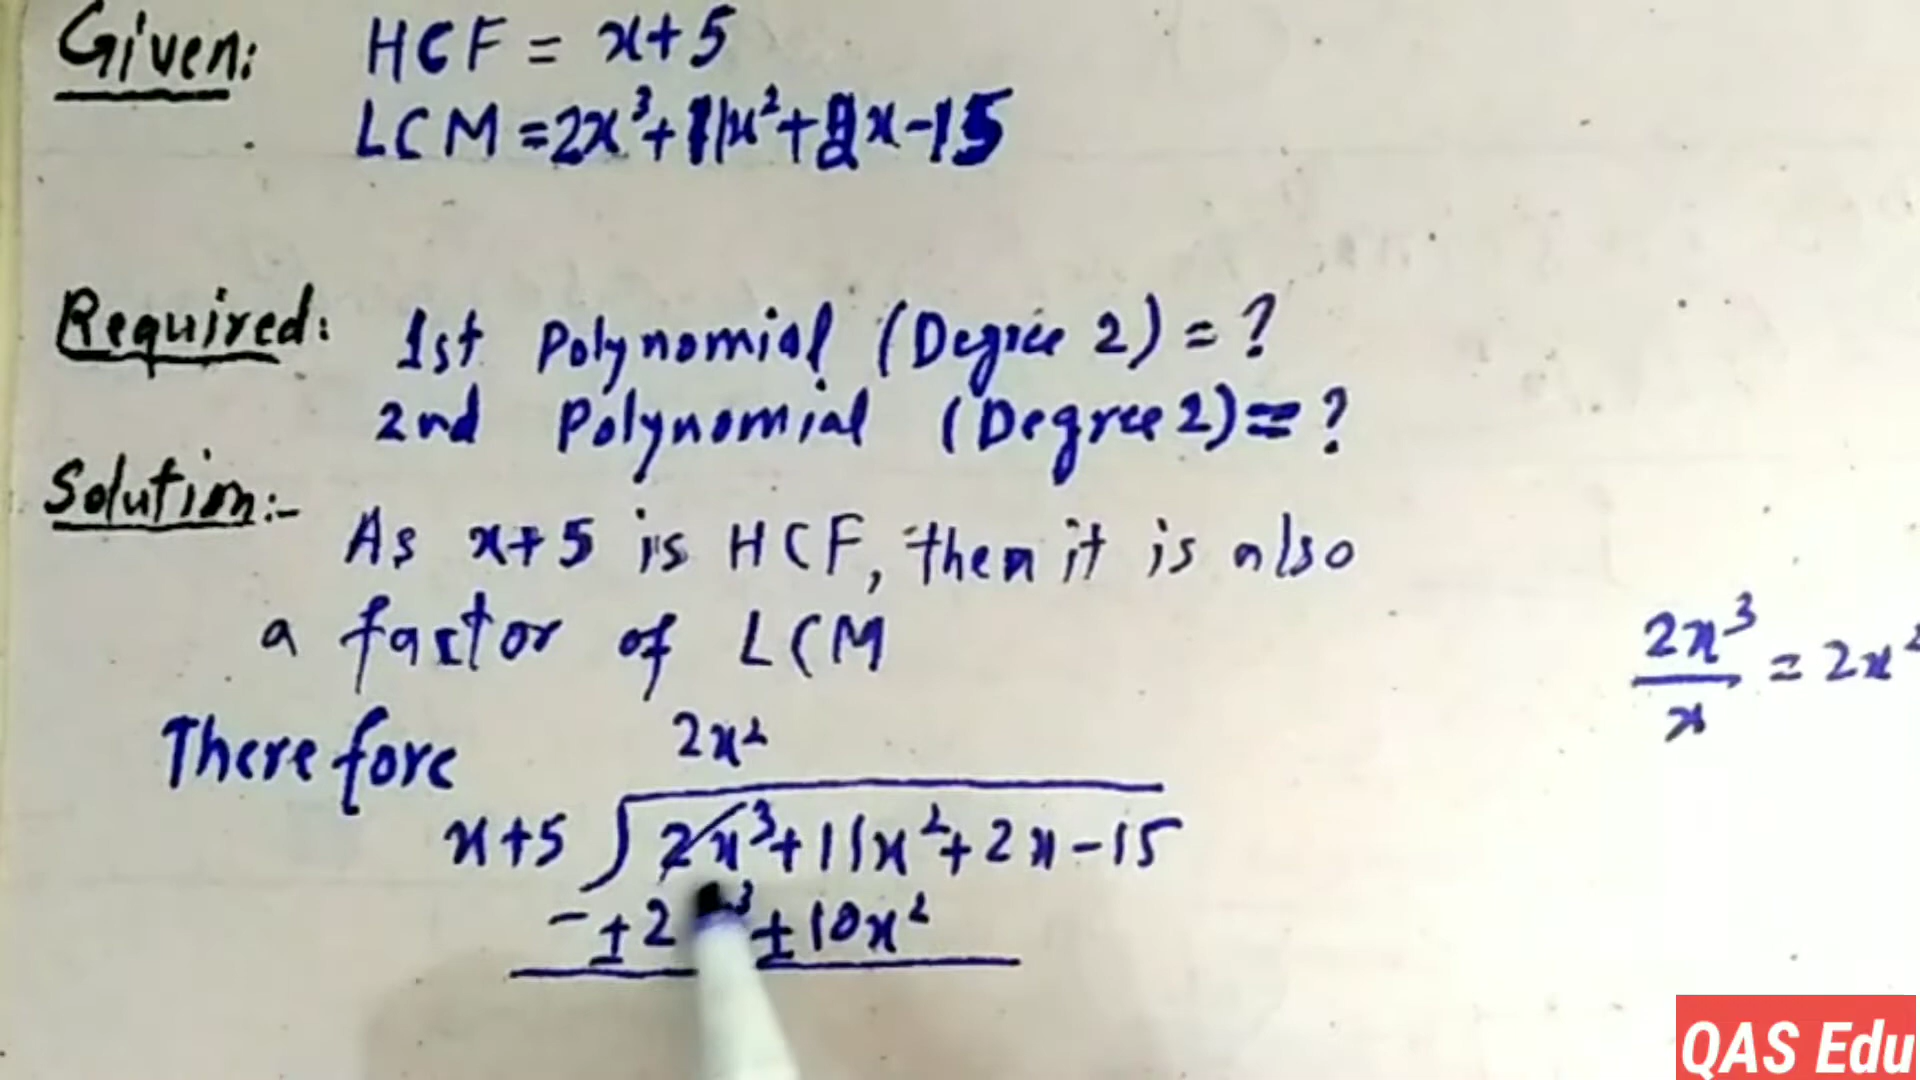 Given: HCF = x+5
LCM = 2x³+11x²+2x-15
Required: 1st Polynomial (Degree 2) = ?
2nd Polynomial (Degree 2) = ?
Solution:- As x+5 is HCF, then it is also
a factor of LCM
2x³/x = 2x²
Therefore 2x²
x+5 2x³+11x²+2x-15
- ±2 ³ ±10x²
QAS Edu